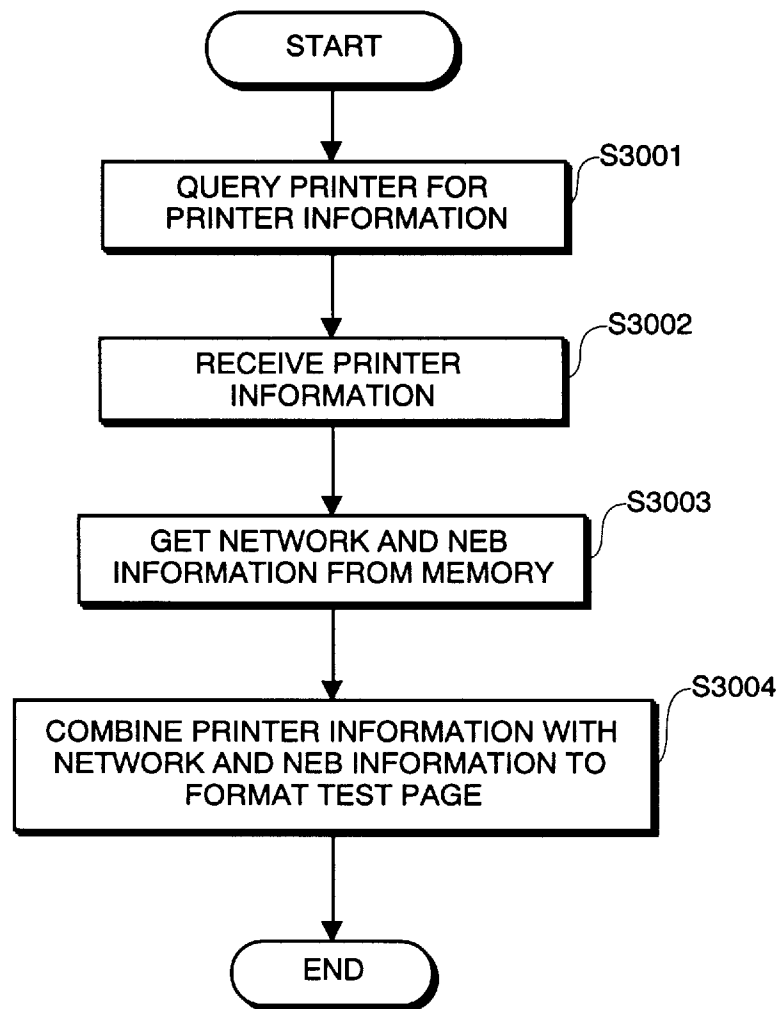 START
S3001
QUERY PRINTER FOR
PRINTER INFORMATION
S3002
RECEIVE PRINTER
INFORMATION
S3003
GET NETWORK AND NEB
INFORMATION FROM MEMORY
S3004
COMBINE PRINTER INFORMATION WITH
NETWORK AND NEB INFORMATION TO
FORMAT TEST PAGE
END